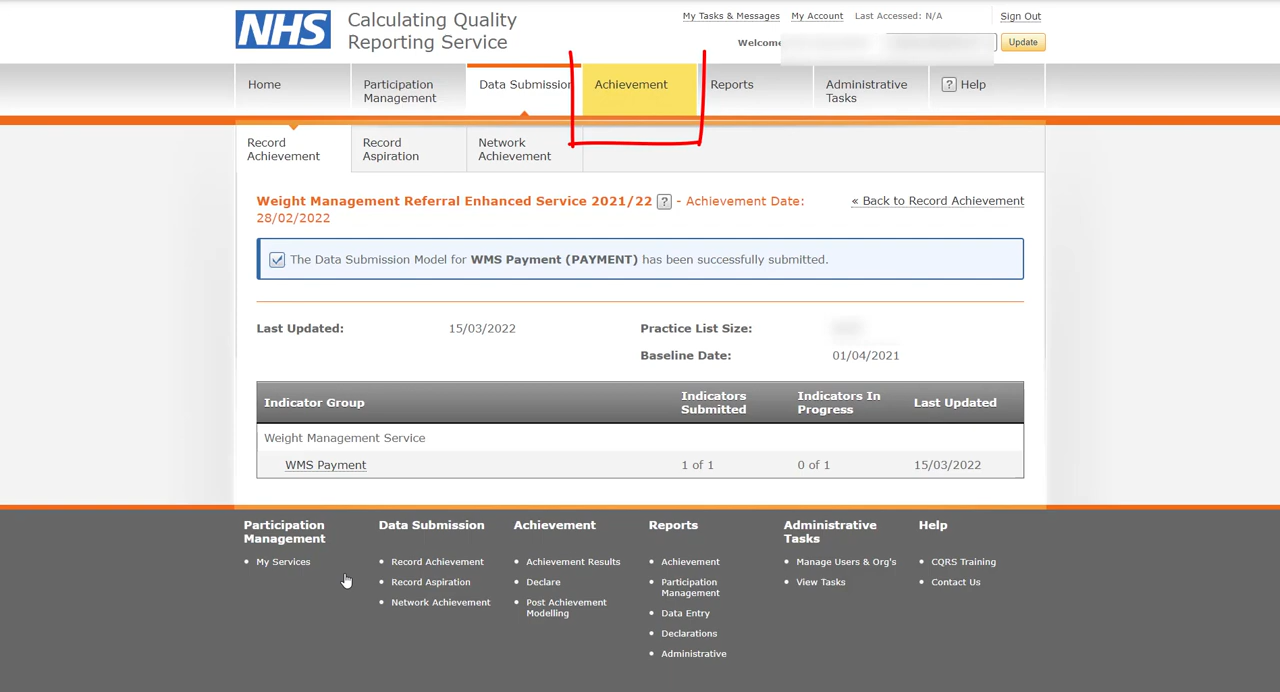 NHS
Calculating Quality
Reporting Service
My Tasks & Messages My Account Last Accessed: N/A Sign Out
Welcome Update
Home
Participation
Management
Data Submission
Achievement
Reports
Administrative
Tasks
? Help
Record
Achievement
Record
Aspiration
Network
Achievement
Weight Management Referral Enhanced Service 2021/22 ? - Achievement Date:
28/02/2022
« Back to Record Achievement
The Data Submission Model for WMS Payment (PAYMENT) has been successfully submitted.
Last Updated: 15/03/2022
Practice List Size:
Baseline Date: 01/04/2021
Indicator Group
Indicators
Submitted
Indicators In
Progress
Last Updated
Weight Management Service
WMS Payment 1 of 1 0 of 1 15/03/2022
Participation
Management
• My Services
Data Submission
• Record Achievement
• Record Aspiration
• Network Achievement
Achievement
• Achievement Results
• Declare
• Post Achievement
Modelling
Reports
• Achievement
• Participation
Management
• Data Entry
• Declarations
• Administrative
Administrative
Tasks
• Manage Users & Org's
• View Tasks
Help
• CQRS Training
• Contact Us